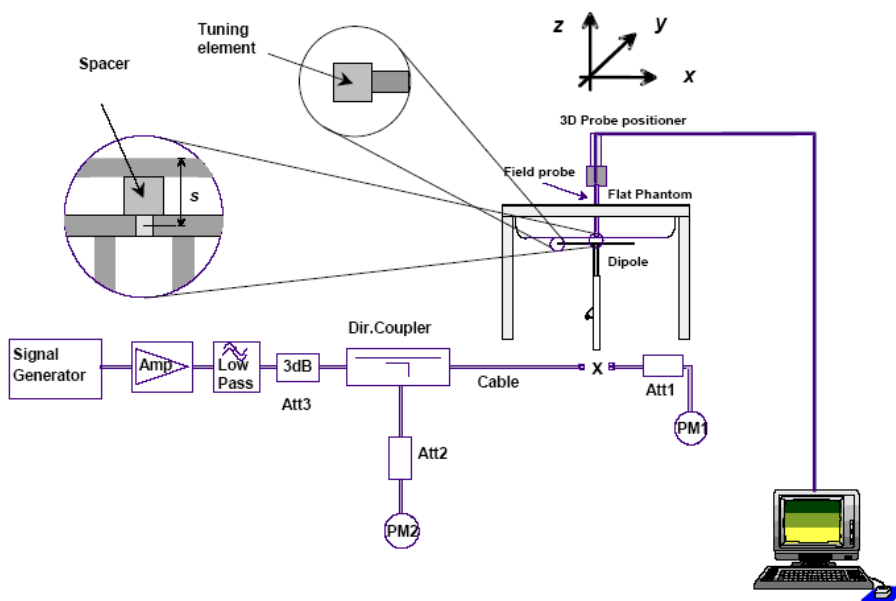 Tuning
element
Spacer
s
z
y
x
3D Probe positioner
Field probe
Flat Phantom
Dipole
Dir.Coupler
Signal
Generator
Amp
Low
Pass
3dB
Att3
Cable
X
Att1
PM1
Att2
PM2